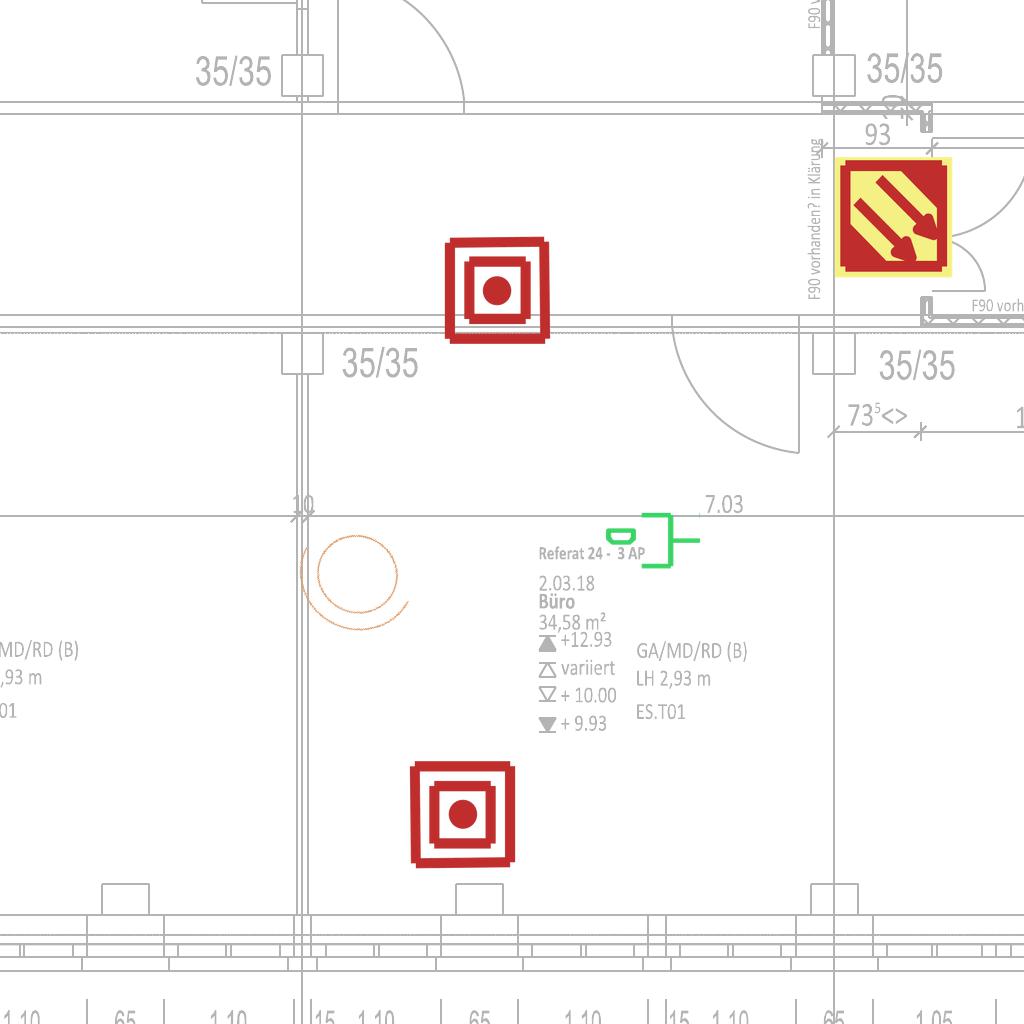 F90 v
35/35
35/35
93
F90 vorhanden? in Klärung
F90 vorh
35/35
35/35
73⁵<>
1
10
7.03
Referat 24 - 3 AP
2.03.18
Büro
34,58 m²
+12.93
variiert
+ 10.00
+ 9.93
GA/MD/RD (B)
LH 2,93 m
ES.T01
MD/RD (B)
,93 m
01
1.10
65
1.10
15
1.10
65
1.10
15
1.10
65
1.05